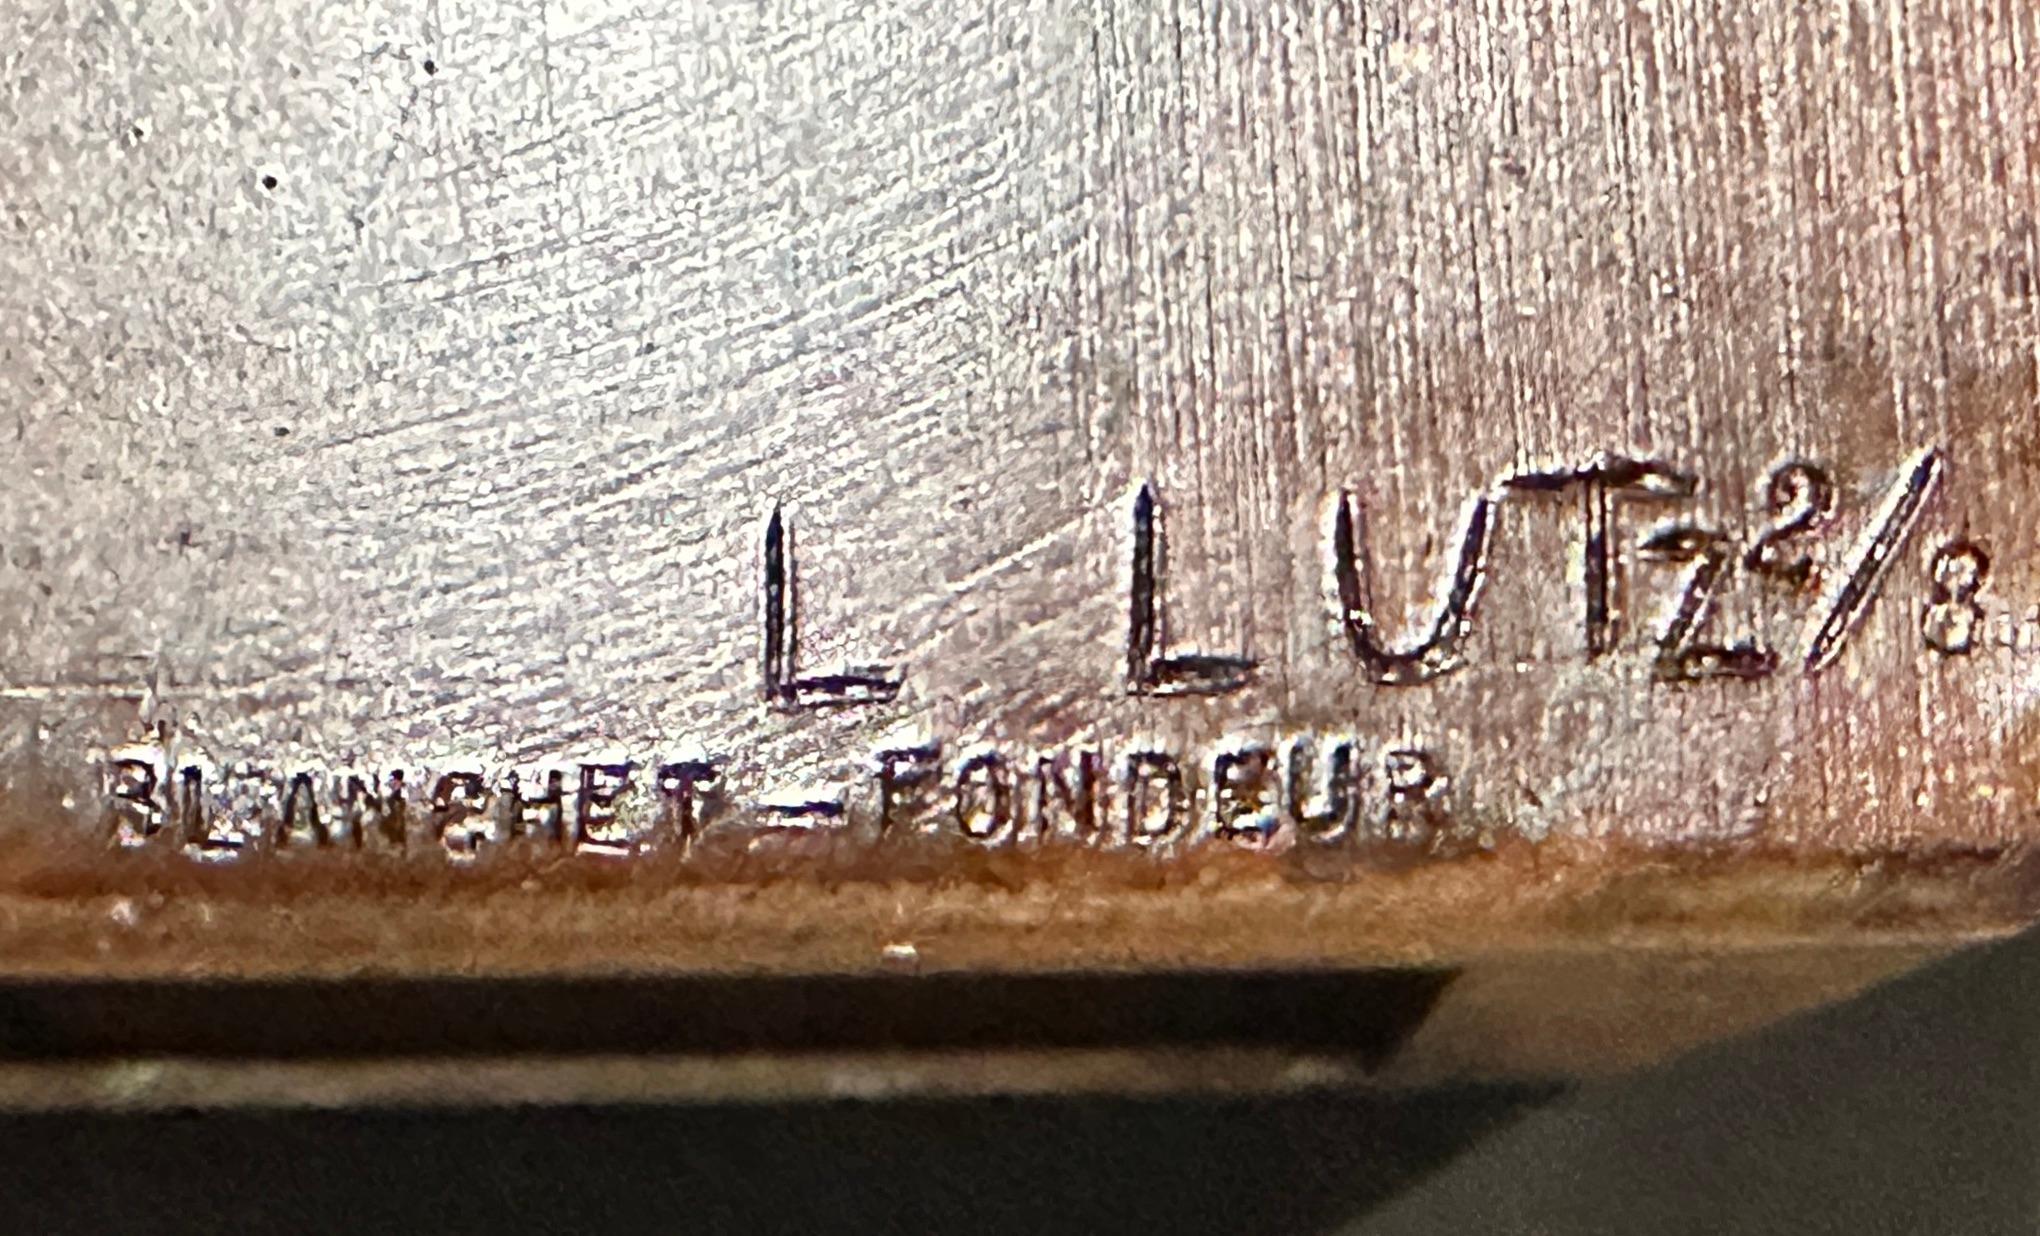 L LUTZ 2/8
BLANCHET - FONDEUR